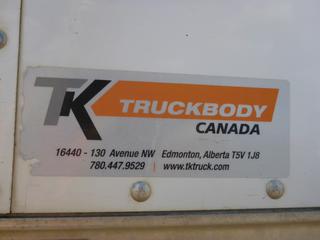 TK TRUCKBODY
CANADA
16440 - 130 Avenue NW Edmonton, Alberta T5V 1J8
780.447.9529 | www.tktruck.com